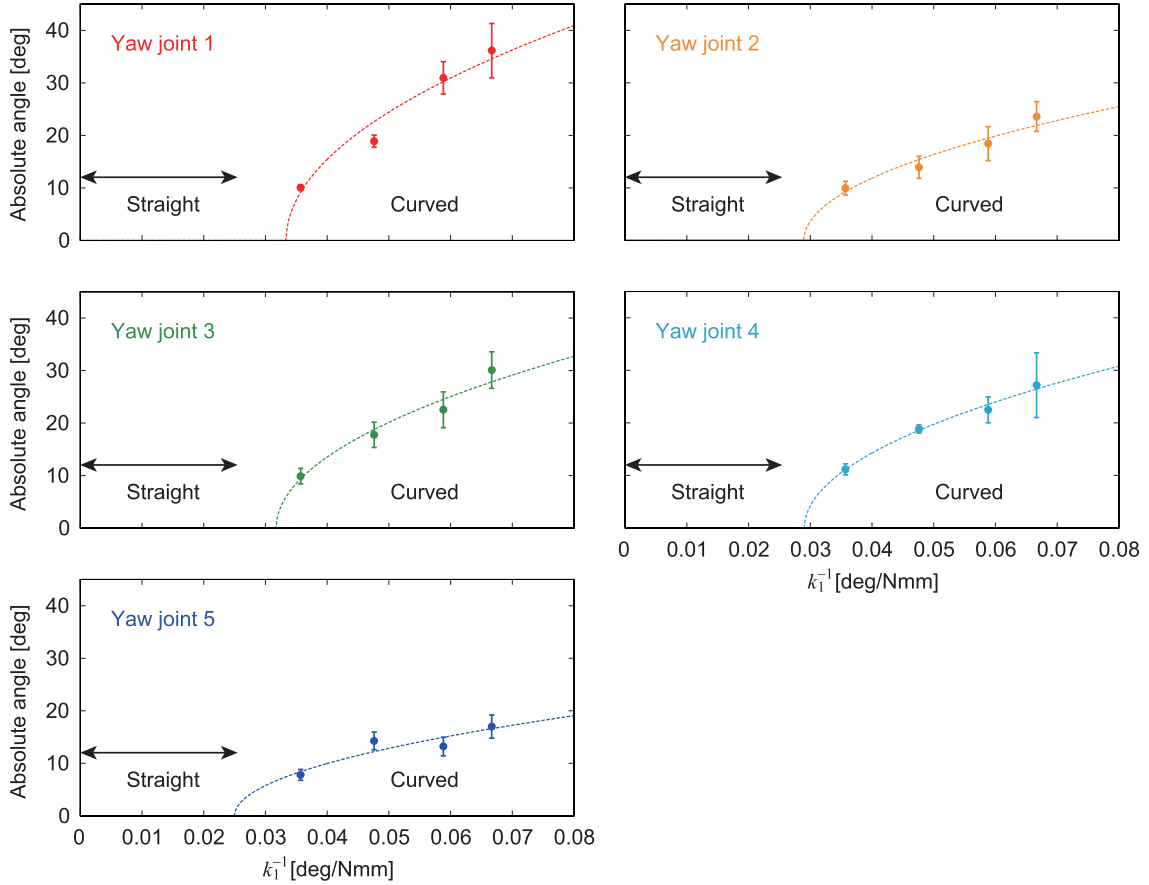 Absolute angle [deg]
40
30
20
10
0
Yaw joint 1
Straight
Curved
Yaw joint 2
Straight
Curved
Absolute angle [deg]
40
30
20
10
0
Yaw joint 3
Straight
Curved
Yaw joint 4
Straight
Curved
0 0.01 0.02 0.03 0.04 0.05 0.06 0.07 0.08
k₁⁻¹ [deg/Nmm]
Absolute angle [deg]
40
30
20
10
0
Yaw joint 5
Straight
Curved
0 0.01 0.02 0.03 0.04 0.05 0.06 0.07 0.08
k₁⁻¹ [deg/Nmm]